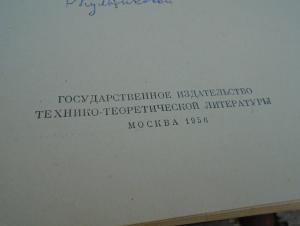 ГОСУДАРСТВЕННОЕ ИЗДАТЕЛЬСТВО
ТЕХНИКО-ТЕОРЕТИЧЕСКОЙ ЛИТЕРАТУРЫ
МОСКВА 1956